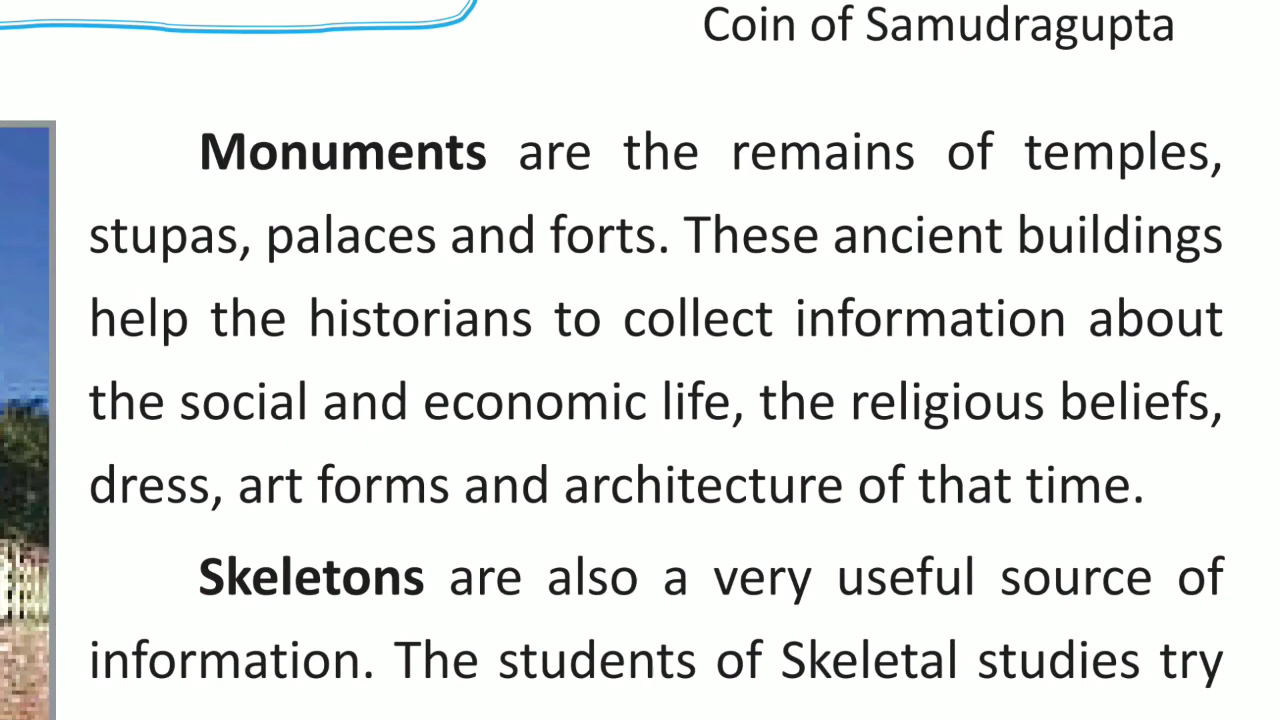 Coin of Samudragupta
Monuments are the remains of temples,
stupas, palaces and forts. These ancient buildings
help the historians to collect information about
the social and economic life, the religious beliefs,
dress, art forms and architecture of that time.
Skeletons are also a very useful source of
information. The students of Skeletal studies try